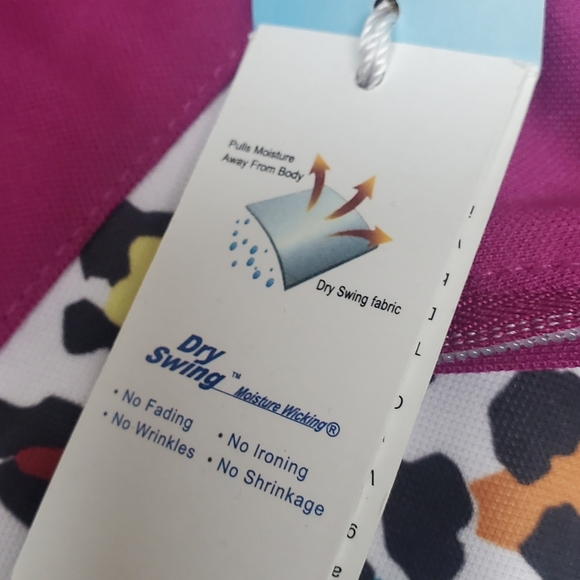 Pulls Moisture
Away From Body
Dry Swing fabric
Dry
Swing™
Moisture Wicking®
• No Fading
• No Ironing
• No Wrinkles
• No Shrinkage